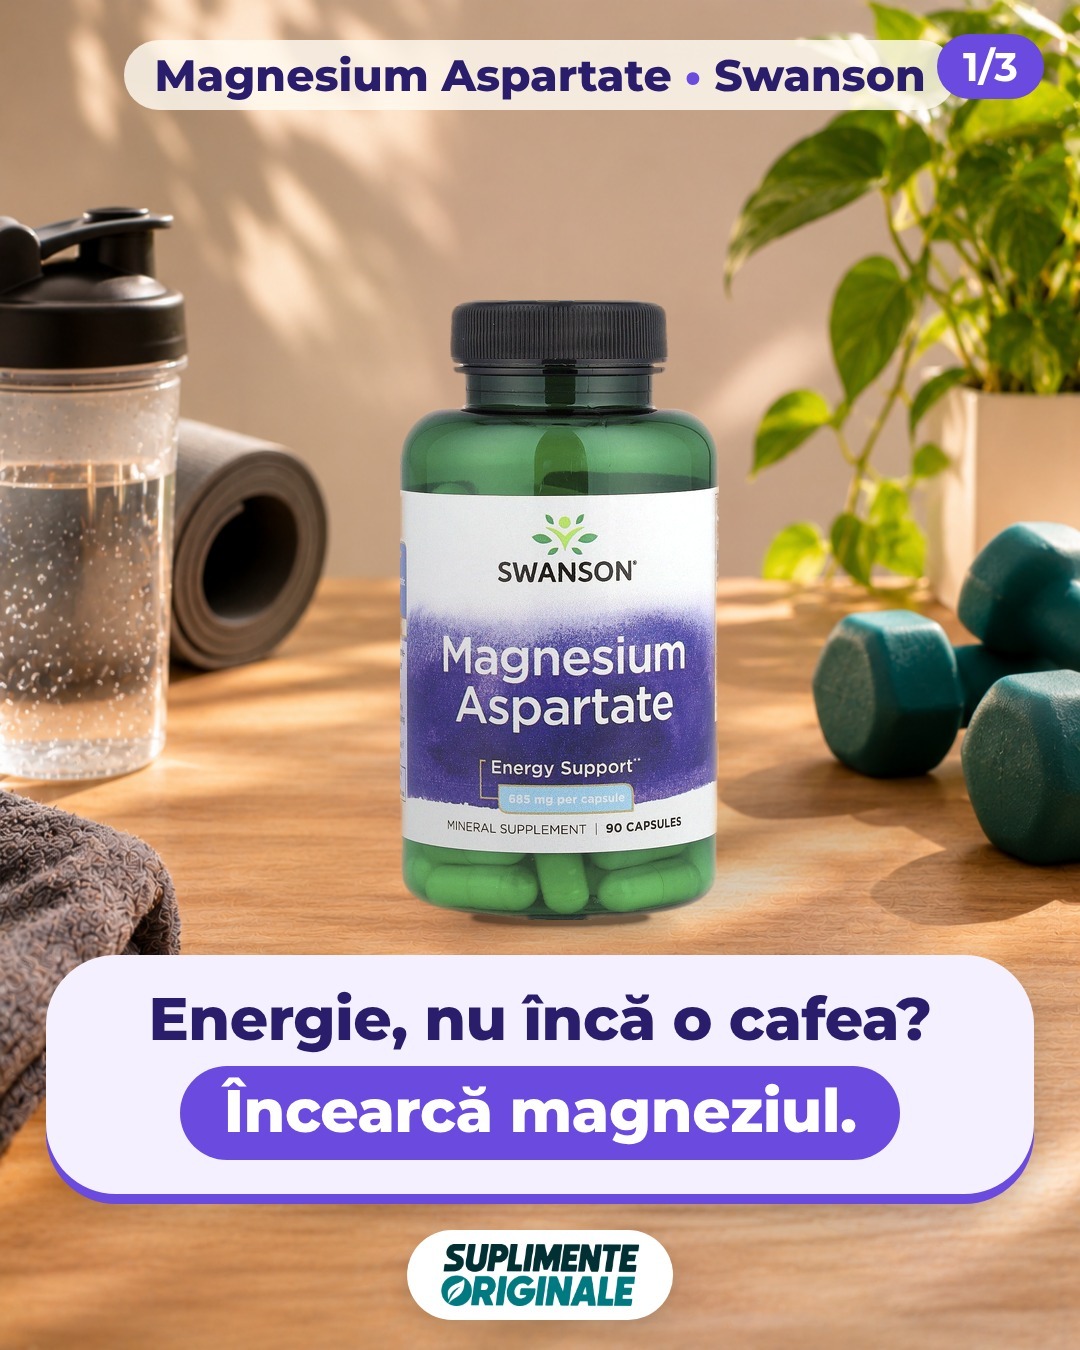 Magnesium Aspartate • Swanson
1/3
SWANSON®
Magnesium
Aspartate
Energy Support
685 mg per capsule
MINERAL SUPPLEMENT | 90 CAPSULES
Energie, nu încă o cafea?
Încearcă magneziul.
SUPLIMENTE
ORIGINALE